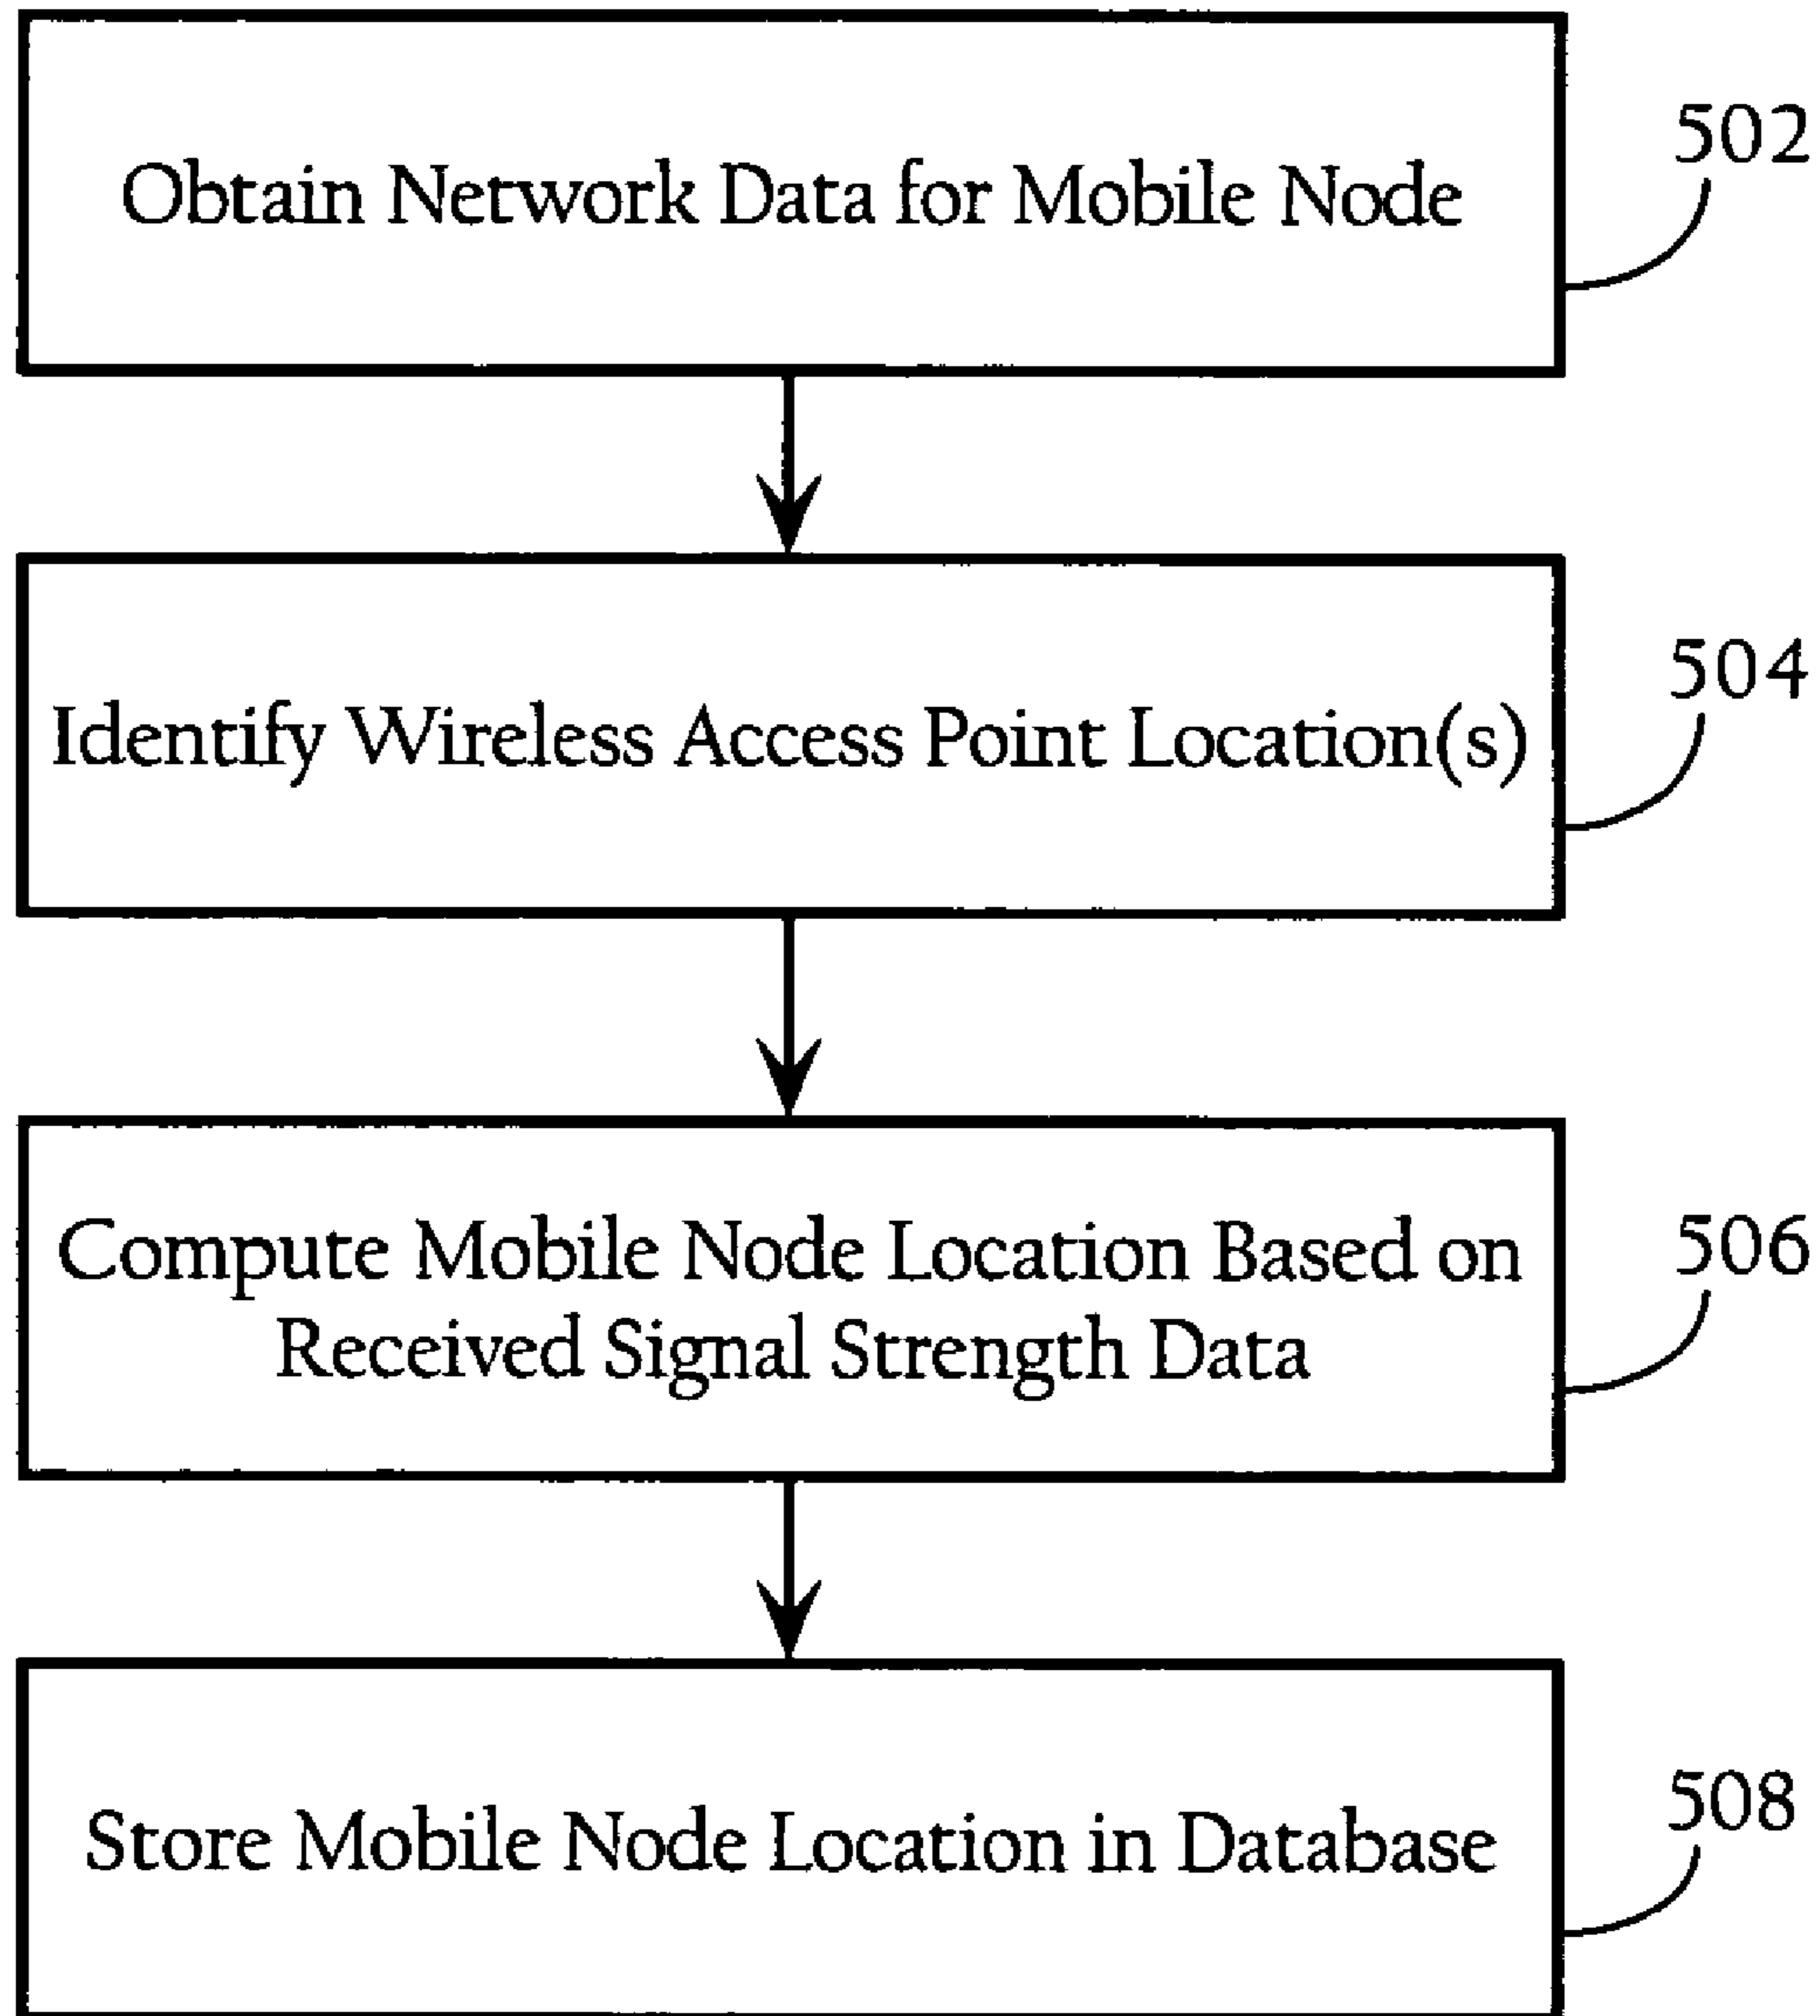 Obtain Network Data for Mobile Node
502
Identify Wireless Access Point Location(s)
504
Compute Mobile Node Location Based on
Received Signal Strength Data
506
Store Mobile Node Location in Database
508